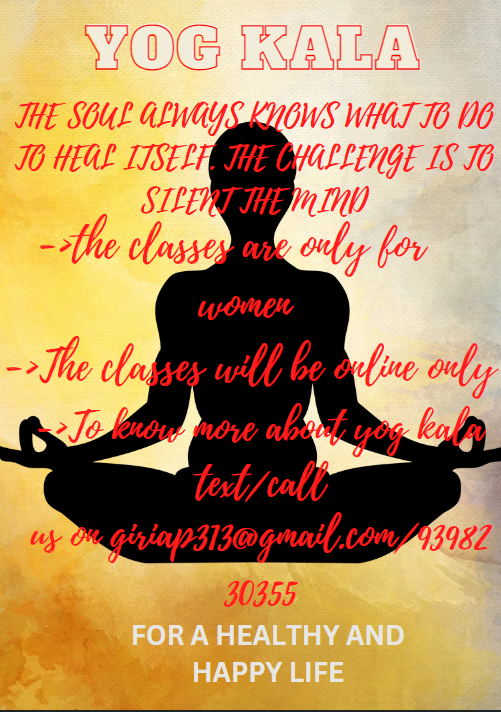 YOG KALA
THE SOUL ALWAYS KNOWS WHAT TO DO
TO HEAL ITSELF. THE CHALLENGE IS TO
SILENT THE MIND
->the classes are only for
women
->The classes will be online only
->To know more about yog kala
text/call
us on giriap313@gmail.com/93982
30355
FOR A HEALTHY AND
HAPPY LIFE